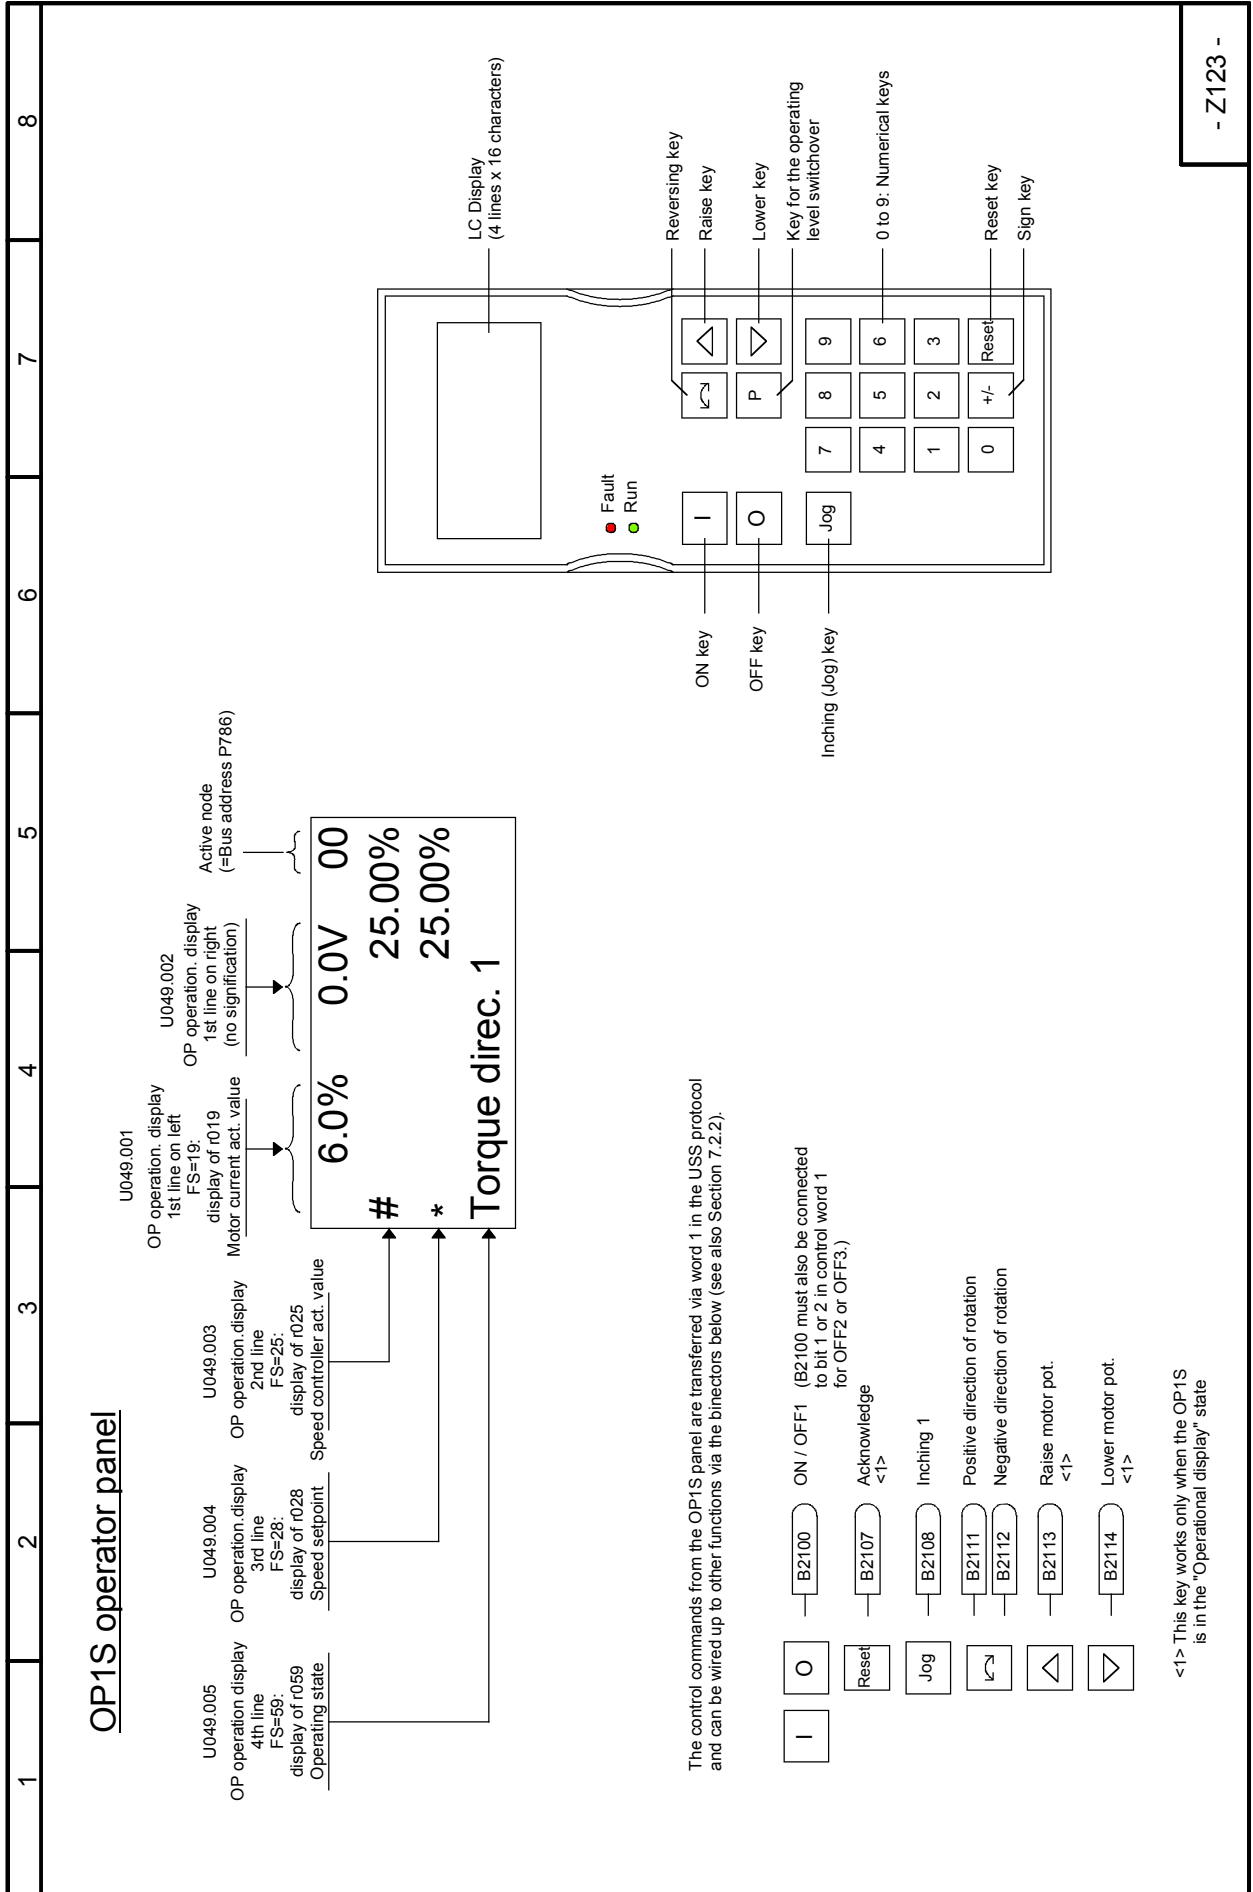 1 2 3 4 5 6 7 8
OP1S operator panel
U049.005
OP operation display
4th line
FS=59:
display of r059
Operating state
U049.004
OP operation.display
3rd line
FS=28:
display of r028
Speed setpoint
U049.003
OP operation.display
2nd line
FS=25:
display of r025
Speed controller act. value
U049.001
OP operation. display
1st line on left
FS=19:
display of r019
Motor current act. value
U049.002
OP operation. display
1st line on right
(no signification)
Active node
(=Bus address P786)
6.0% 0.0V 00
# 25.00%
* 25.00%
Torque direc. 1
LC Display
(4 lines x 16 characters)
Fault
Run
Reversing key
Raise key
Lower key
Key for the operating
level switchover
0 to 9: Numerical keys
Reset key
Sign key
ON key
OFF key
Inching (Jog) key
I
O P
Jog 7 8 9
4 5 6
1 2 3
0 +/- Reset
The control commands from the OP1S panel are transferred via word 1 in the USS protocol
and can be wired up to other functions via the binectors below (see also Section 7.2.2).
I O B2100 ON / OFF1 (B2100 must also be connected
to bit 1 or 2 in control word 1
for OFF2 or OFF3.)
Reset B2107 Acknowledge
<1>
Jog B2108 Inching 1
B2111 Positive direction of rotation
B2112 Negative direction of rotation
B2113 Raise motor pot.
<1>
B2114 Lower motor pot.
<1>
<1> This key works only when the OP1S
is in the "Operational display" state
- Z123 -